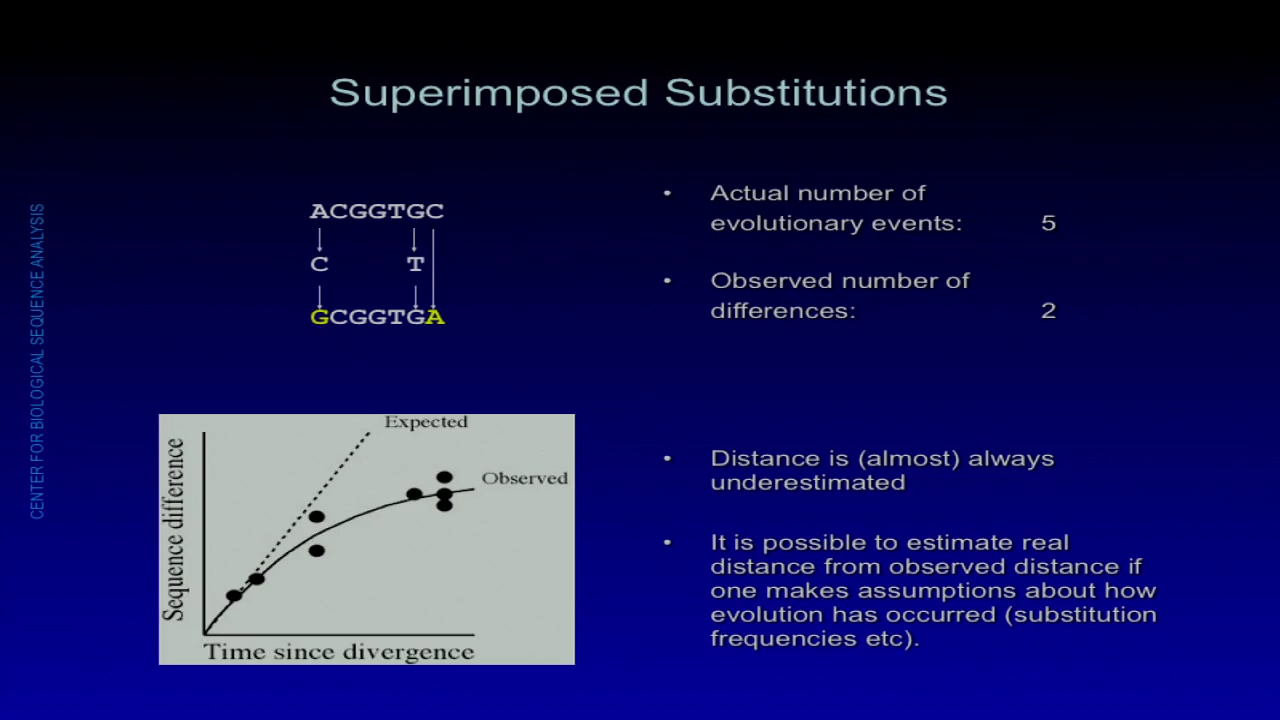 Superimposed Substitutions
CENTER FOR BIOLOGICAL SEQUENCE ANALYSIS
ACGGTGC
C T
GCGGTGA
• Actual number of
evolutionary events: 5
• Observed number of
differences: 2
Expected
Observed
Sequence difference
Time since divergence
• Distance is (almost) always
underestimated
• It is possible to estimate real
distance from observed distance if
one makes assumptions about how
evolution has occurred (substitution
frequencies etc).